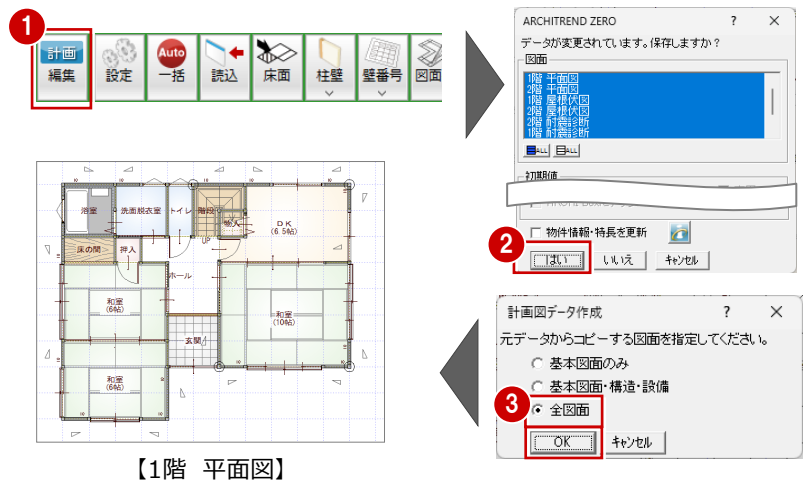 1
計画
編集
設定
Auto
一括
読込
床面
柱壁
壁番号
図面
ARCHITREND ZERO
?
×
データが変更されています。保存しますか?
図面
1階 平面図
2階 平面図
1階 屋根伏図
2階 屋根伏図
2階 耐震診断
1階 耐震診断
ALL
ALL
初期値
物件情報・特長を更新
2
はい
いいえ
キャンセル
浴室
洗面脱衣室
トイレ
階段
物入
DK
(6.5帖)
UP
床の間
押入
ホール
和室
(6帖)
和室
(10帖)
玄関
和室
(6帖)
【1階 平面図】
計画図データ作成
?
×
元データからコピーする図面を指定してください。
基本図面のみ
基本図面・構造・設備
3
全図面
OK
キャンセル